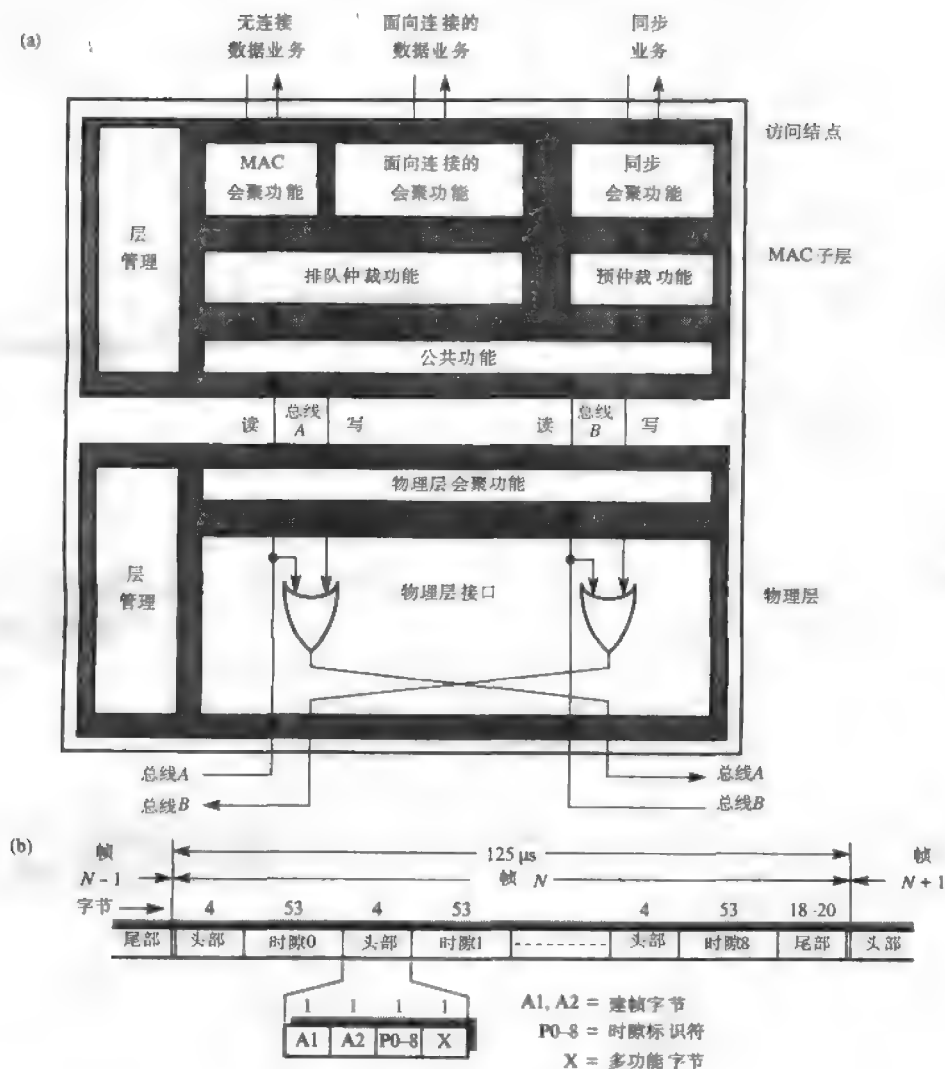 (a)
无连接
数据业务
面向连接的
数据业务
同步
业务
访问结点
层
管理
MAC
会聚功能
面向连接的
会聚功能
同步
会聚功能
MAC子层
排队仲裁功能
预仲裁功能
公共功能
读
总线
A
写
读
总线
B
写
物理层会聚功能
层
管理
物理层接口
物理层
总线A
总线B
总线A
总线B
(b)
帧
N-1
125 μs
帧 N
帧
N+1
字节
4
53
4
53
4
53
18-20
尾部
头部
时隙0
头部
时隙1
头部
时隙8
尾部
头部
1
1
1
1
A1
A2
P0-8
X
A1, A2 = 建帧字节
P0-8 = 时隙标识符
X = 多功能字节